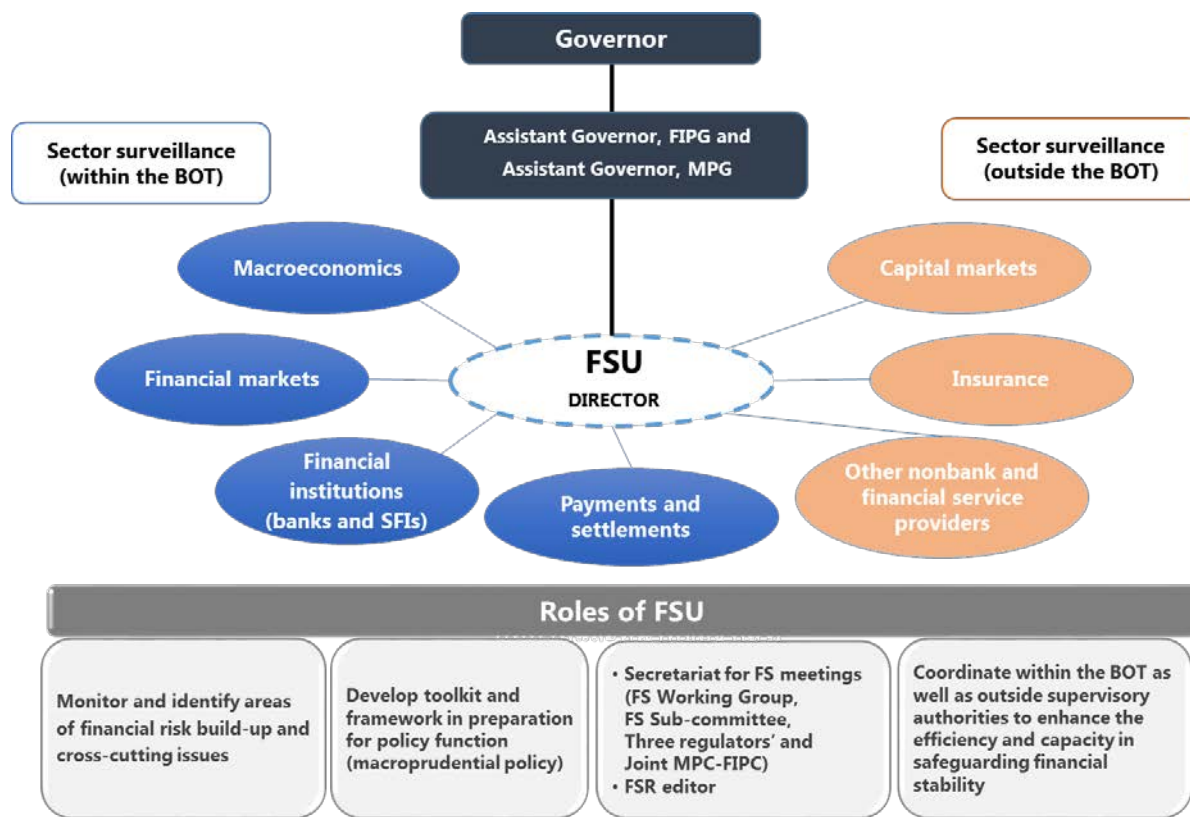 Governor
Assistant Governor, FIPG and
Assistant Governor, MPG
Sector surveillance
(within the BOT)
Sector surveillance
(outside the BOT)
Macroeconomics
Capital markets
Financial markets
FSU
DIRECTOR
Insurance
Financial
institutions
(banks and SFIs)
Payments and
settlements
Other nonbank and
financial service
providers
Roles of FSU
Monitor and identify areas
of financial risk build-up and
cross-cutting issues
Develop toolkit and
framework in preparation
for policy function
(macroprudential policy)
• Secretariat for FS meetings
(FS Working Group,
FS Sub-committee,
Three regulators’ and
Joint MPC-FIPC)
• FSR editor
Coordinate within the BOT as
well as outside supervisory
authorities to enhance the
efficiency and capacity in
safeguarding financial
stability